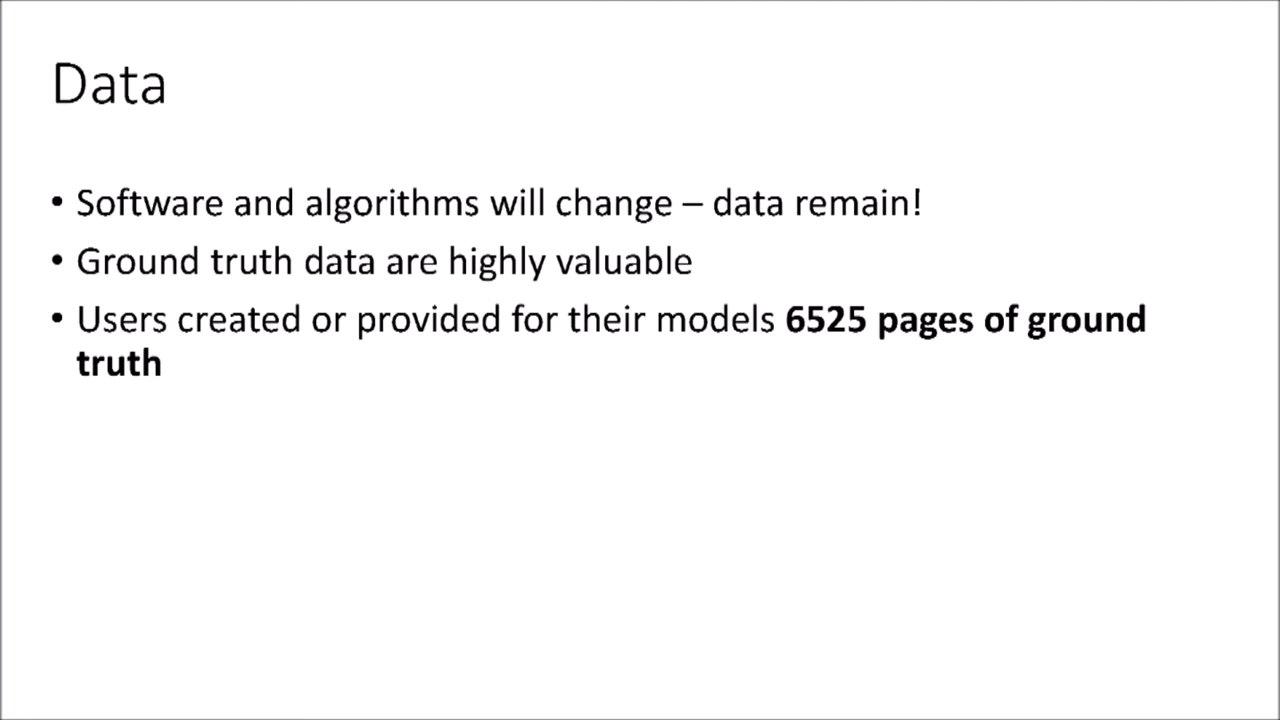 Data
• Software and algorithms will change – data remain!
• Ground truth data are highly valuable
• Users created or provided for their models 6525 pages of ground
truth